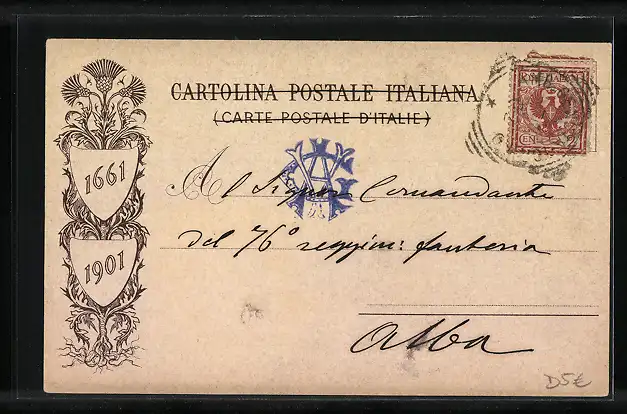 CARTOLINA POSTALE ITALIANA
(CARTE POSTALE D'ITALIE)
1661
1901
Al Signor Comandante
del 76° reggim: fanteria
Alba
D5€